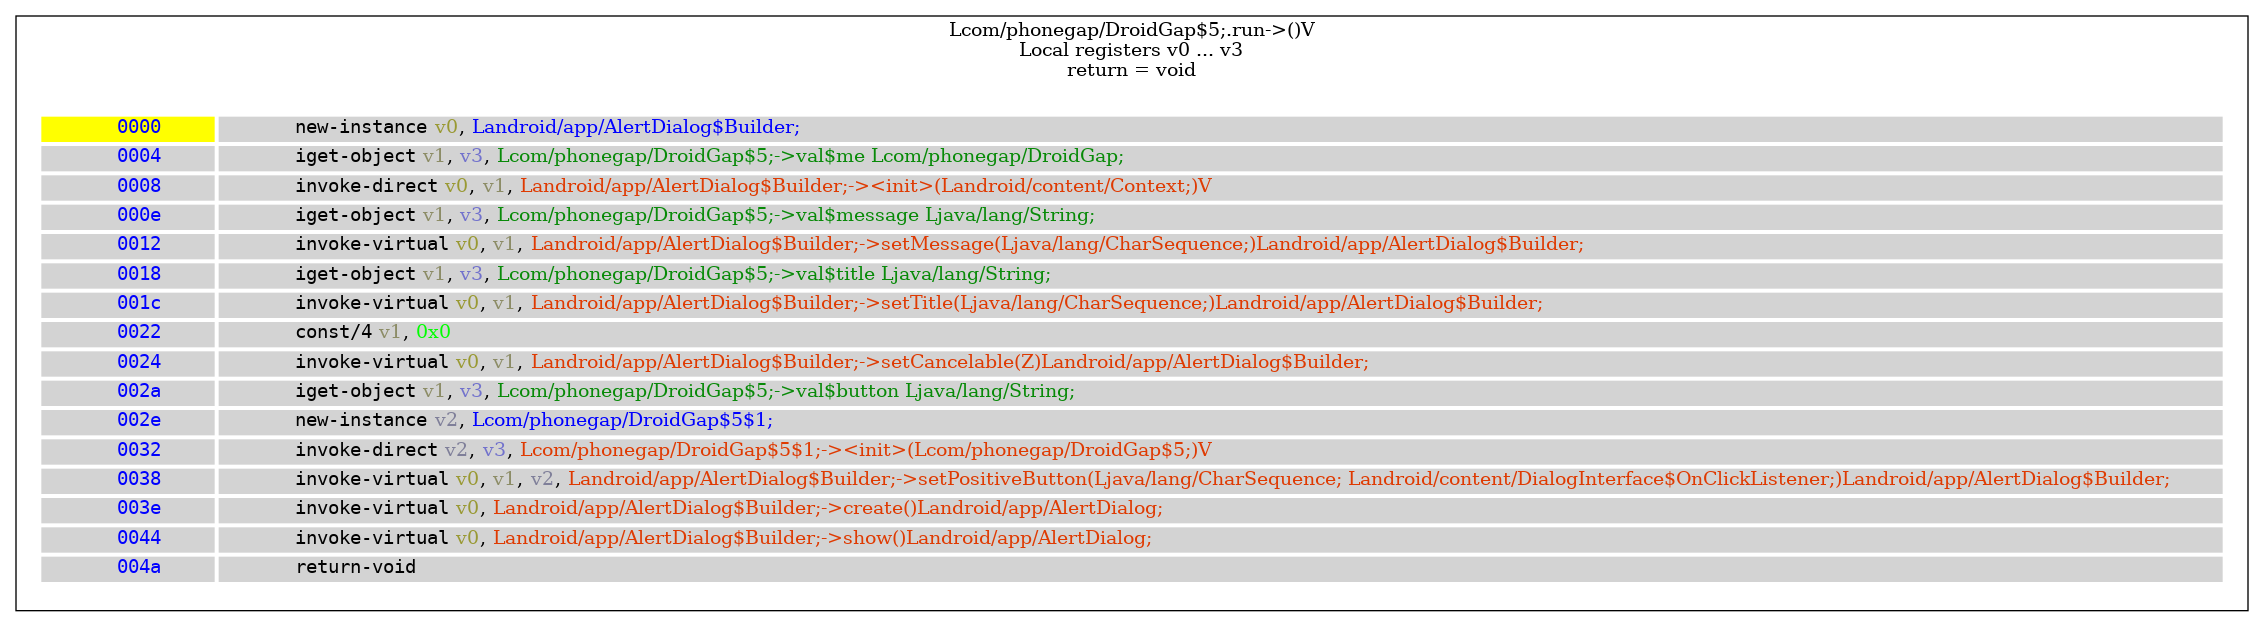 Lcom/phonegap/DroidGap$5;.run->()V
Local registers v0 ... v3
return = void
0000 new-instance v0, Landroid/app/AlertDialog$Builder;
0004 iget-object v1, v3, Lcom/phonegap/DroidGap$5;->val$me Lcom/phonegap/DroidGap;
0008 invoke-direct v0, v1, Landroid/app/AlertDialog$Builder;-><init>(Landroid/content/Context;)V
000e iget-object v1, v3, Lcom/phonegap/DroidGap$5;->val$message Ljava/lang/String;
0012 invoke-virtual v0, v1, Landroid/app/AlertDialog$Builder;->setMessage(Ljava/lang/CharSequence;)Landroid/app/AlertDialog$Builder;
0018 iget-object v1, v3, Lcom/phonegap/DroidGap$5;->val$title Ljava/lang/String;
001c invoke-virtual v0, v1, Landroid/app/AlertDialog$Builder;->setTitle(Ljava/lang/CharSequence;)Landroid/app/AlertDialog$Builder;
0022 const/4 v1, 0x0
0024 invoke-virtual v0, v1, Landroid/app/AlertDialog$Builder;->setCancelable(Z)Landroid/app/AlertDialog$Builder;
002a iget-object v1, v3, Lcom/phonegap/DroidGap$5;->val$button Ljava/lang/String;
002e new-instance v2, Lcom/phonegap/DroidGap$5$1;
0032 invoke-direct v2, v3, Lcom/phonegap/DroidGap$5$1;-><init>(Lcom/phonegap/DroidGap$5;)V
0038 invoke-virtual v0, v1, v2, Landroid/app/AlertDialog$Builder;->setPositiveButton(Ljava/lang/CharSequence; Landroid/content/DialogInterface$OnClickListener;)Landroid/app/AlertDialog$Builder;
003e invoke-virtual v0, Landroid/app/AlertDialog$Builder;->create()Landroid/app/AlertDialog;
0044 invoke-virtual v0, Landroid/app/AlertDialog$Builder;->show()Landroid/app/AlertDialog;
004a return-void